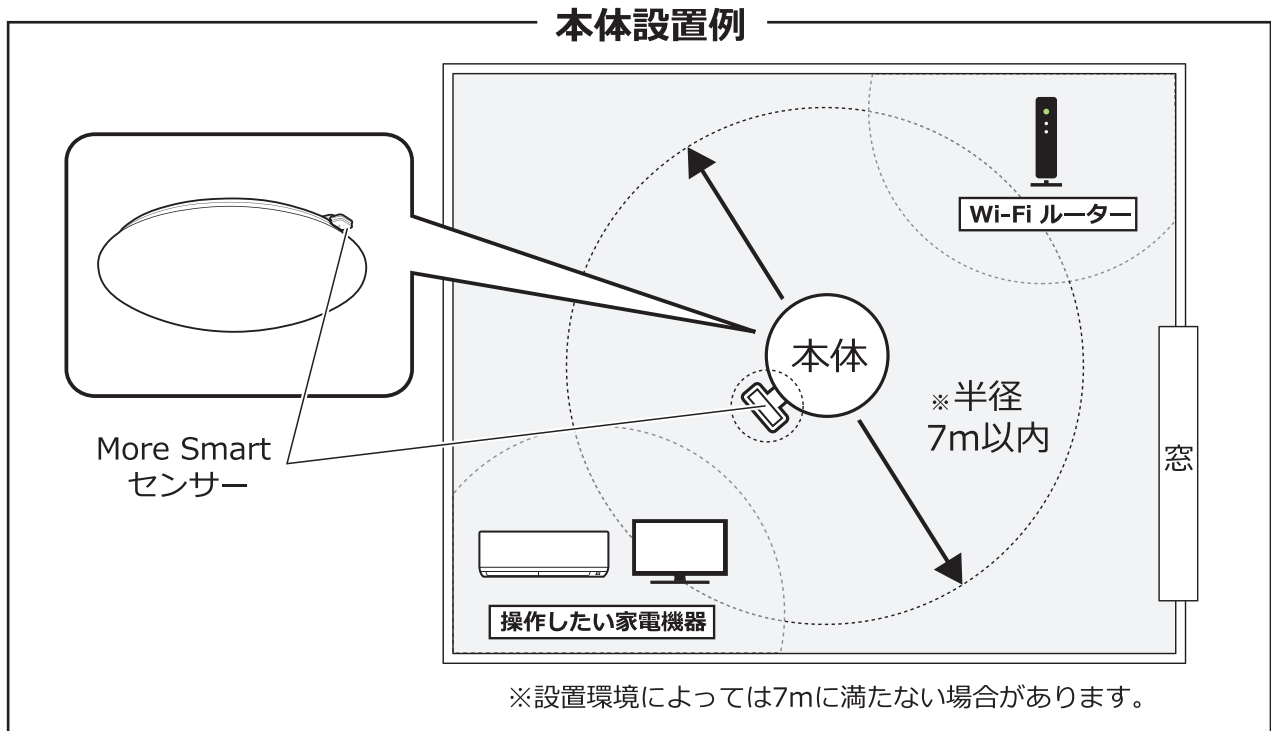 本体設置例
Wi-Fi ルーター
本体
※半径
7m以内
窓
More Smart
センサー
操作したい家電機器
※設置環境によっては7mに満たない場合があります。